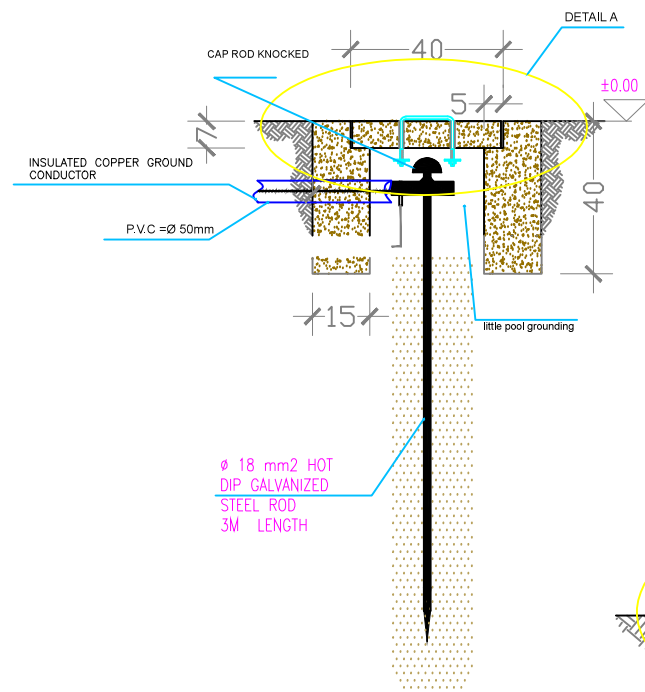 DETAIL A
40
CAP ROD KNOCKED
±0.00
5
7
INSULATED COPPER GROUND
CONDUCTOR
40
P.V.C =Ø 50mm
15
little pool grounding
ø 18 mm2 HOT
DIP GALVANIZED
STEEL ROD
3M LENGTH